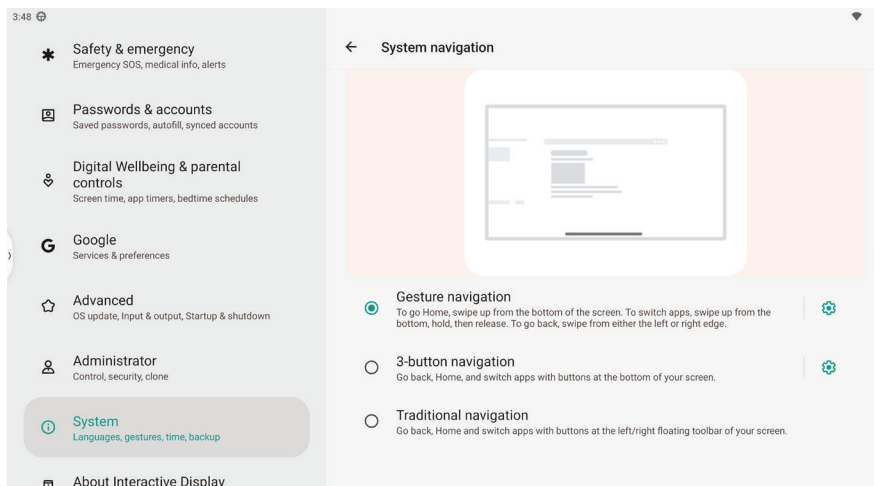 3:48
Safety & emergency
Emergency SOS, medical info, alerts
Passwords & accounts
Saved passwords, autofill, synced accounts
Digital Wellbeing & parental
controls
Screen time, app timers, bedtime schedules
Google
Services & preferences
Advanced
OS update, Input & output, Startup & shutdown
Administrator
Control, security, clone
System
Languages, gestures, time, backup
About Interactive Display
System navigation
Gesture navigation
To go Home, swipe up from the bottom of the screen. To switch apps, swipe up from the
bottom, hold, then release. To go back, swipe from either the left or right edge.
3-button navigation
Go back, Home, and switch apps with buttons at the bottom of your screen.
Traditional navigation
Go back, Home and switch apps with buttons at the left/right floating toolbar of your screen.